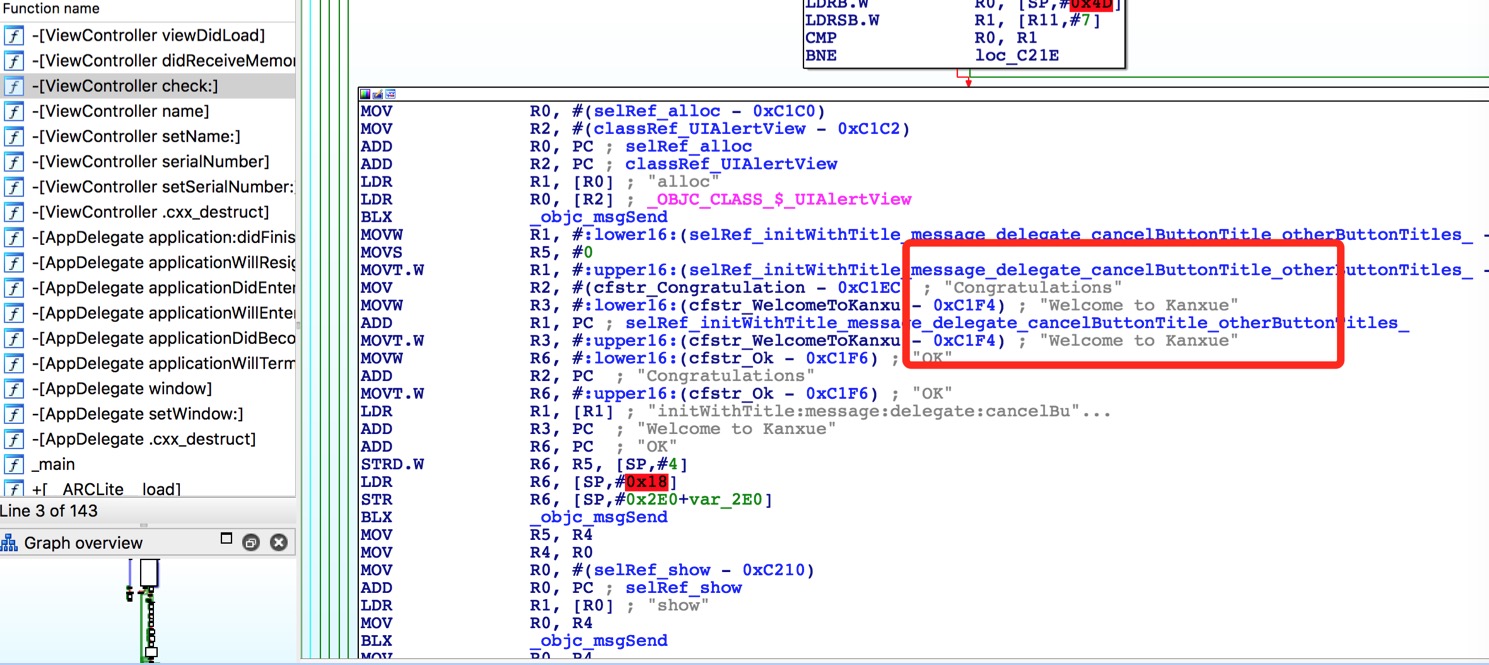 Function name
-[ViewController viewDidLoad]
-[ViewController didReceiveMemor
-[ViewController check:]
-[ViewController name]
-[ViewController setName:]
-[ViewController serialNumber]
-[ViewController setSerialNumber:
-[ViewController .cxx_destruct]
-[AppDelegate application:didFinis
-[AppDelegate applicationWillResig
-[AppDelegate applicationDidEnter
-[AppDelegate applicationWillEnter
-[AppDelegate applicationDidBeco
-[AppDelegate applicationWillTerm
-[AppDelegate window]
-[AppDelegate setWindow:]
-[AppDelegate .cxx_destruct]
_main
+[__ARCLite__ load]
Line 3 of 143
Graph overview
LDRB.W R0, [SP,#0x4D]
LDRSB.W R1, [R11,#7]
CMP R0, R1
BNE loc_C21E
MOV R0, #(selRef_alloc - 0xC1C0)
MOV R2, #(classRef_UIAlertView - 0xC1C2)
ADD R0, PC ; selRef_alloc
ADD R2, PC ; classRef_UIAlertView
LDR R1, [R0] ; "alloc"
LDR R0, [R2] ; _OBJC_CLASS_$_UIAlertView
BLX _objc_msgSend
MOVW R1, #:lower16:(selRef_initWithTitle_message_delegate_cancelButtonTitle_otherButtonTitles_ -
MOVS R5, #0
MOVT.W R1, #:upper16:(selRef_initWithTitle_message_delegate_cancelButtonTitle_otherButtonTitles_ -
MOV R2, #(cfstr_Congratulation - 0xC1EC) ; "Congratulations"
MOVW R3, #:lower16:(cfstr_WelcomeToKanxu - 0xC1F4) ; "Welcome to Kanxue"
ADD R1, PC ; selRef_initWithTitle_message_delegate_cancelButtonTitle_otherButtonTitles_
MOVT.W R3, #:upper16:(cfstr_WelcomeToKanxu - 0xC1F4) ; "Welcome to Kanxue"
MOVW R6, #:lower16:(cfstr_Ok - 0xC1F6) ; "OK"
ADD R2, PC ; "Congratulations"
MOVT.W R6, #:upper16:(cfstr_Ok - 0xC1F6) ; "OK"
LDR R1, [R1] ; "initWithTitle:message:delegate:cancelBu"...
ADD R3, PC ; "Welcome to Kanxue"
ADD R6, PC ; "OK"
STRD.W R6, R5, [SP,#4]
LDR R6, [SP,#0x18]
STR R6, [SP,#0x2E0+var_2E0]
BLX _objc_msgSend
MOV R5, R4
MOV R4, R0
MOV R0, #(selRef_show - 0xC210)
ADD R0, PC ; selRef_show
LDR R1, [R0] ; "show"
MOV R0, R4
BLX _objc_msgSend
MOV R0, R4